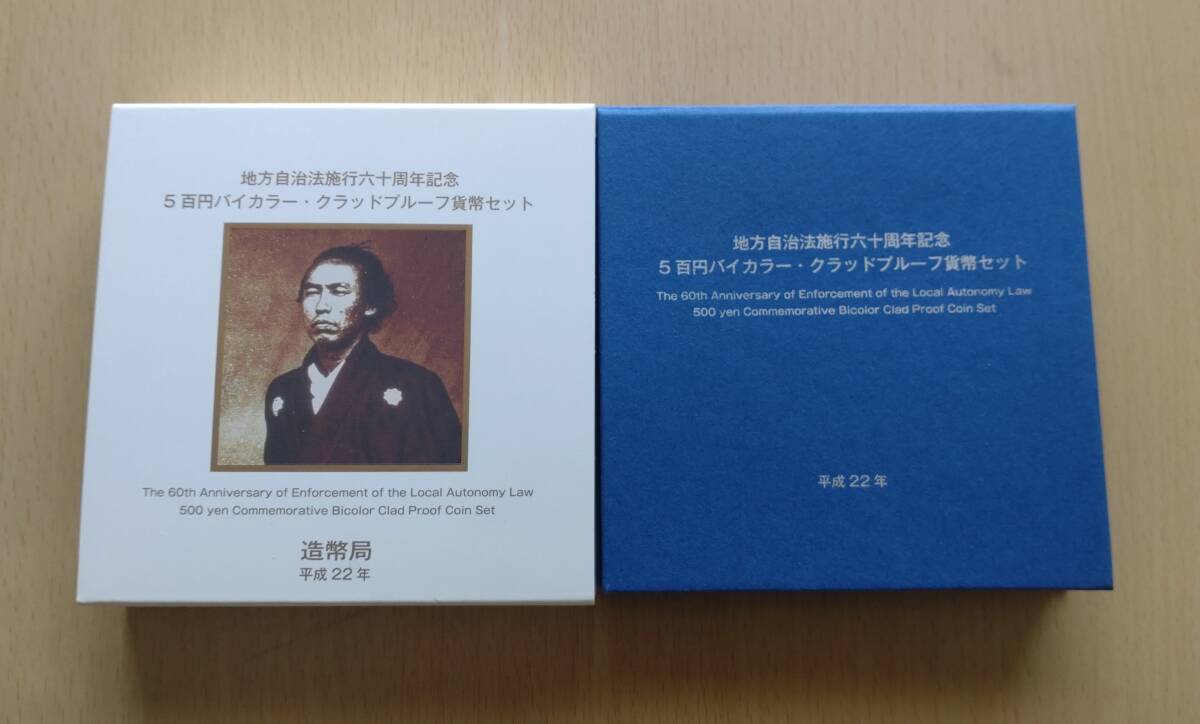 地方自治法施行六十周年記念
5百円バイカラー・クラッドプルーフ貨幣セット
The 60th Anniversary of Enforcement of the Local Autonomy Law
500 yen Commemorative Bicolor Clad Proof Coin Set
造幣局
平成22年
地方自治法施行六十周年記念
5百円バイカラー・クラッドプルーフ貨幣セット
The 60th Anniversary of Enforcement of the Local Autonomy Law
500 yen Commemorative Bicolor Clad Proof Coin Set
平成22年